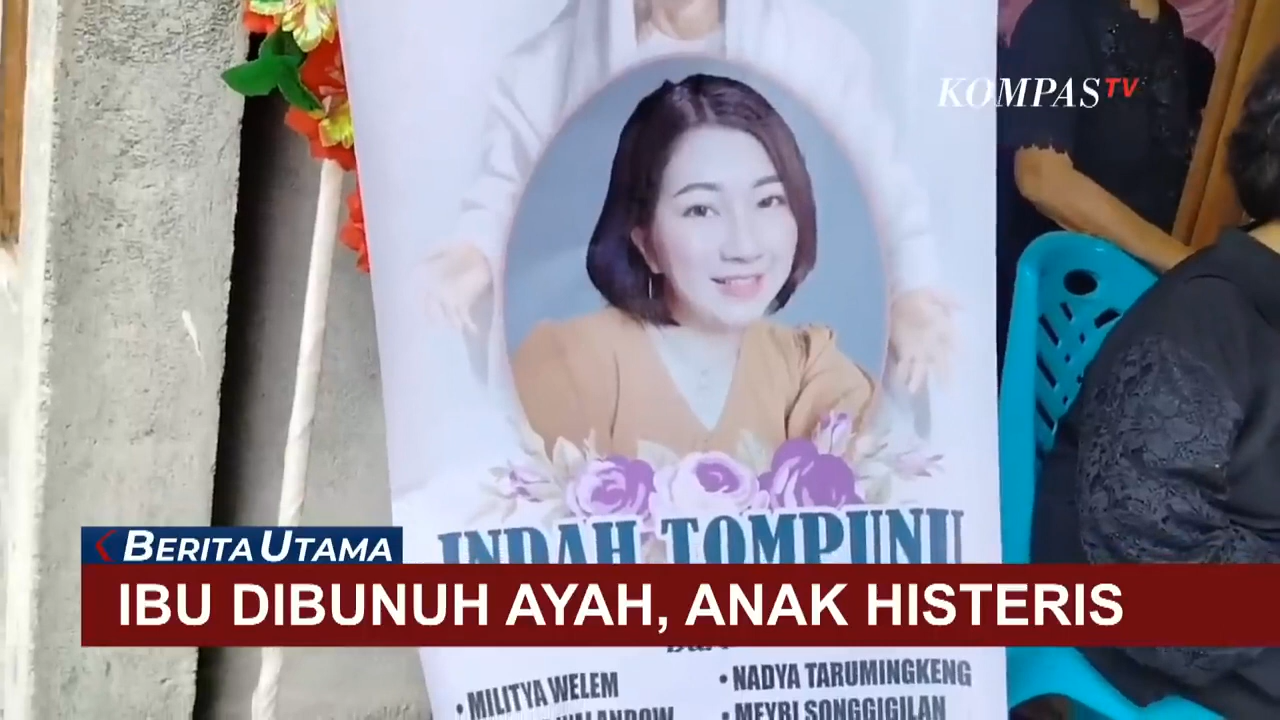 KOMPASTV
INDAH TOMPUNU
BERITA UTAMA
IBU DIBUNUH AYAH, ANAK HISTERIS
• MILITYA WELEM
• NADYA TARUMINGKENG
• MEYRI SONGGIGILAN